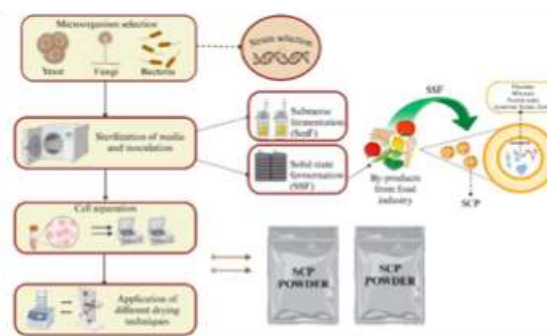 Microorganism selection
Yeast
Fungi
Bacteria
Strain selection
Sterilization of media
and inoculation
Submerse
fermentation
(SmF)
Solid state
fermentation
(SSF)
SSF
By-products
from food
industry
SCP
Cell separation
Application of
different drying
techniques
SCP
POWDER
SCP
POWDER